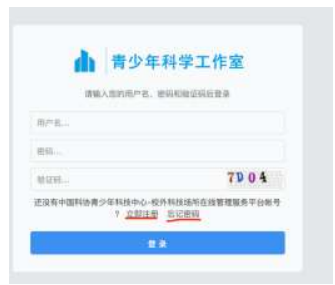 青少年科学工作室
请输入您的用户名、密码和验证码后登录
用户名...
密码...
验证码...
7D04
还没有中国科协青少年科技中心-校外科技场所在线管理服务平台帐号
? 立即注册 忘记密码
登录